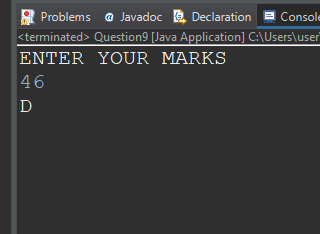 Problems @ Javadoc Declaration Console
<terminated> Question9 [Java Application] C:\Users\user
ENTER YOUR MARKS
46
D